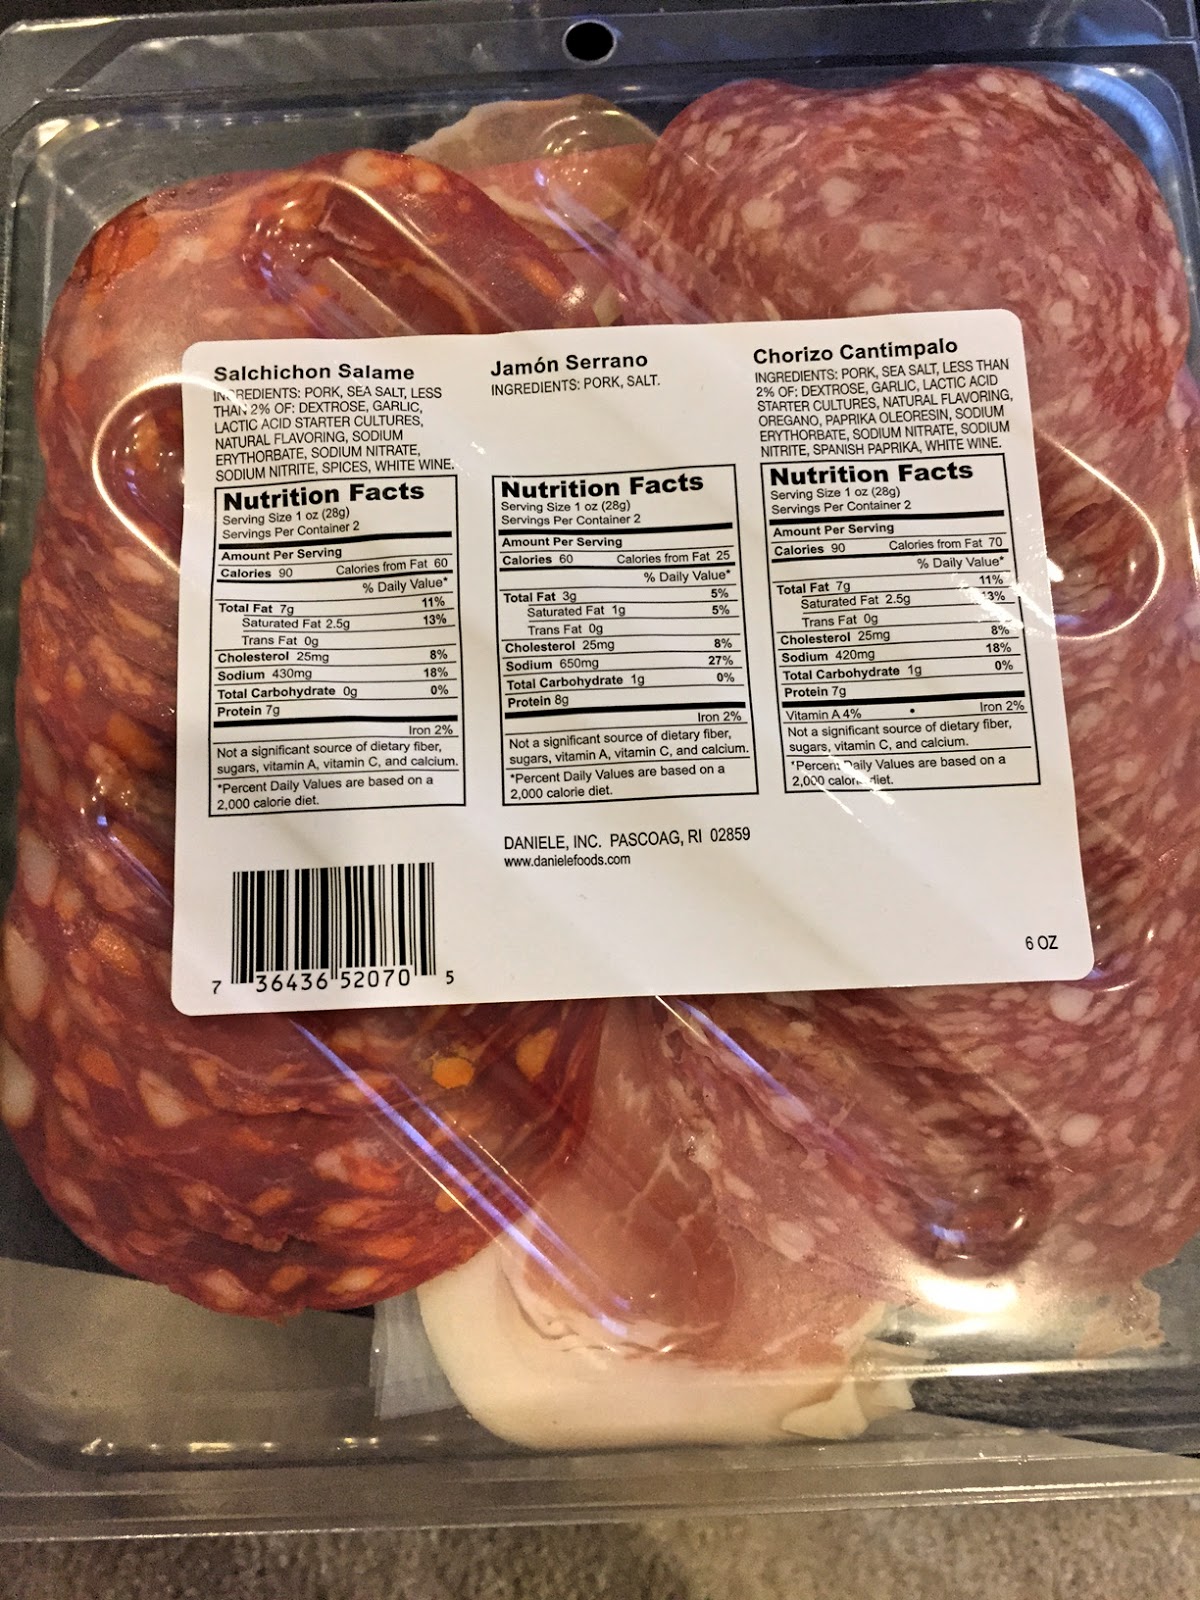 Salchichon Salame
INGREDIENTS: PORK, SEA SALT, LESS
THAN 2% OF: DEXTROSE, GARLIC,
LACTIC ACID STARTER CULTURES,
NATURAL FLAVORING, SODIUM
ERYTHORBATE, SODIUM NITRATE,
SODIUM NITRITE, SPICES, WHITE WINE.
Nutrition Facts
Serving Size 1 oz (28g)
Servings Per Container 2
Amount Per Serving
Calories 90 Calories from Fat 60
% Daily Value*
Total Fat 7g 11%
Saturated Fat 2.5g 13%
Trans Fat 0g
Cholesterol 25mg 8%
Sodium 430mg 18%
Total Carbohydrate 0g 0%
Protein 7g
Iron 2%
Not a significant source of dietary fiber,
sugars, vitamin A, vitamin C, and calcium.
*Percent Daily Values are based on a
2,000 calorie diet.
Jamón Serrano
INGREDIENTS: PORK, SALT.
Nutrition Facts
Serving Size 1 oz (28g)
Servings Per Container 2
Amount Per Serving
Calories 60 Calories from Fat 25
% Daily Value*
Total Fat 3g 5%
Saturated Fat 1g 5%
Trans Fat 0g
Cholesterol 25mg 8%
Sodium 650mg 27%
Total Carbohydrate 1g 0%
Protein 8g
Iron 2%
Not a significant source of dietary fiber,
sugars, vitamin A, vitamin C, and calcium.
*Percent Daily Values are based on a
2,000 calorie diet.
Chorizo Cantimpalo
INGREDIENTS: PORK, SEA SALT, LESS THAN
2% OF: DEXTROSE, GARLIC, LACTIC ACID
STARTER CULTURES, NATURAL FLAVORING,
OREGANO, PAPRIKA OLEORESIN, SODIUM
ERYTHORBATE, SODIUM NITRATE, SODIUM
NITRITE, SPANISH PAPRIKA, WHITE WINE.
Nutrition Facts
Serving Size 1 oz (28g)
Servings Per Container 2
Amount Per Serving
Calories 90 Calories from Fat 70
% Daily Value*
Total Fat 7g 11%
Saturated Fat 2.5g 13%
Trans Fat 0g
Cholesterol 25mg 8%
Sodium 420mg 18%
Total Carbohydrate 1g 0%
Protein 7g
Vitamin A 4% • Iron 2%
Not a significant source of dietary fiber,
sugars, vitamin C, and calcium.
*Percent Daily Values are based on a
2,000 calorie diet.
DANIELE, INC. PASCOAG, RI 02859
www.danielefoods.com
7 36436 52070 5
6 OZ